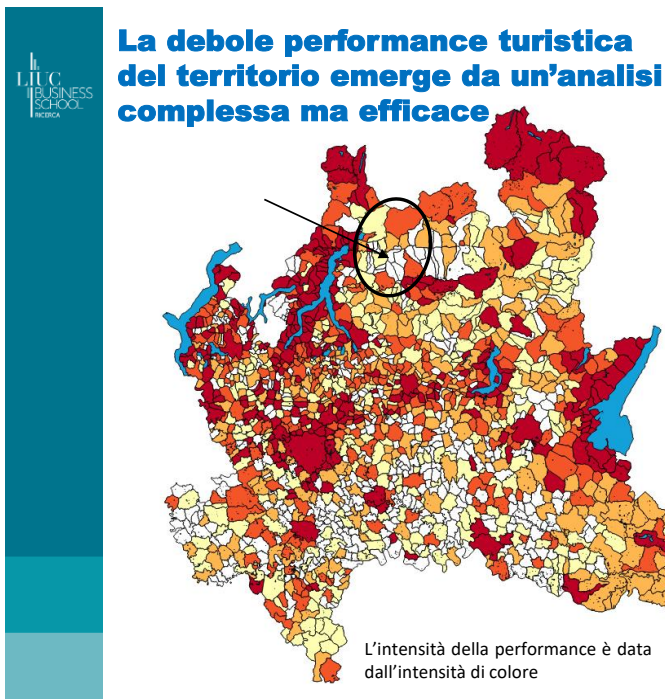 LIUC
BUSINESS
SCHOOL
RICERCA
La debole performance turistica
del territorio emerge da un’analisi
complessa ma efficace
L’intensità della performance è data
dall’intensità di colore